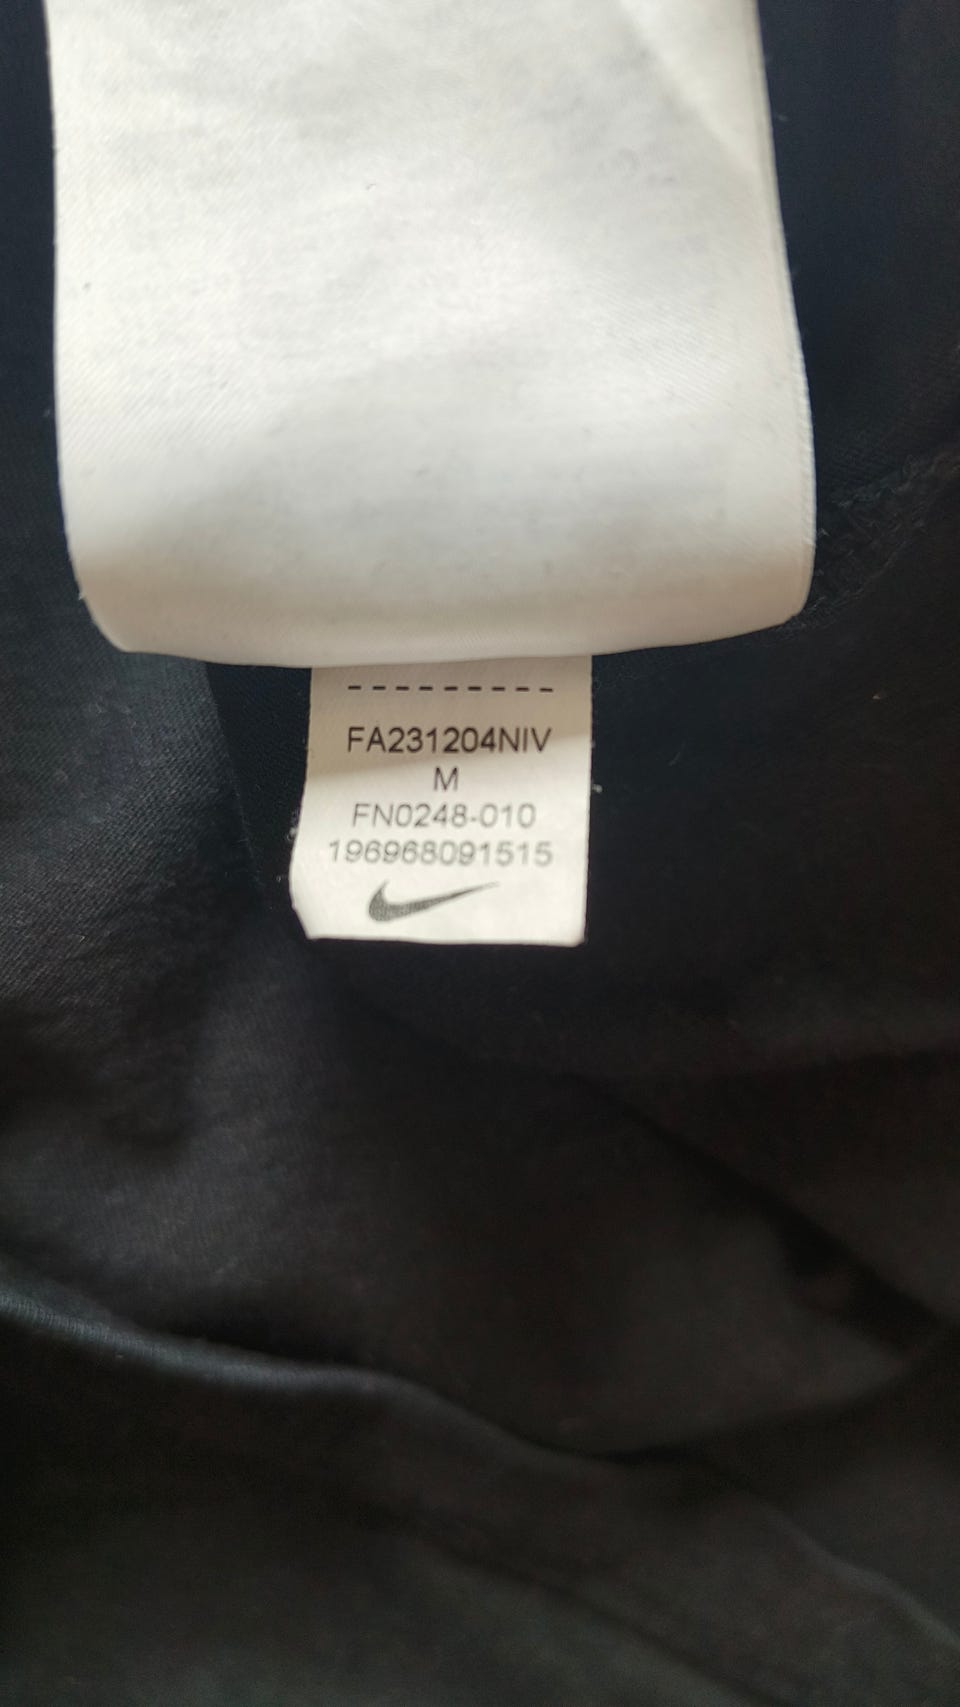 ---------
FA231204NIV
M
FN0248-010
196968091515